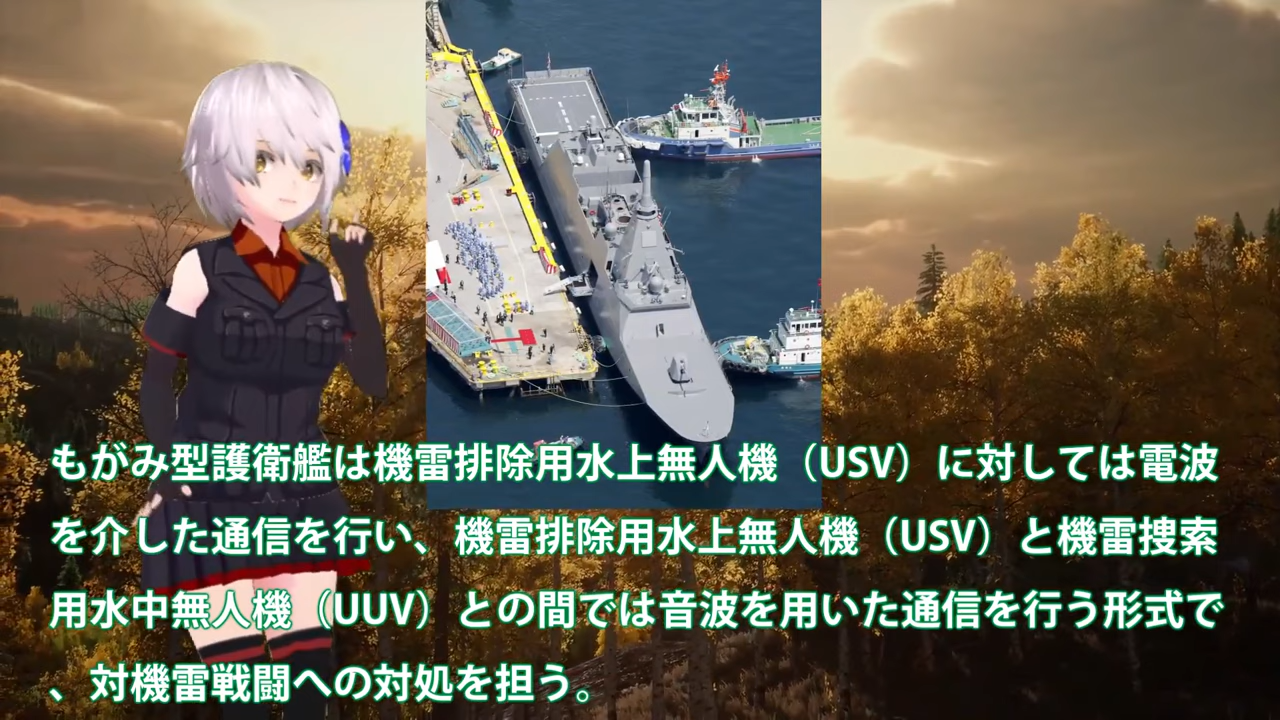 もがみ型護衛艦は機雷排除用水上無人機（USV）に対しては電波
を介した通信を行い、機雷排除用水上無人機（USV）と機雷捜索
用水中無人機（UUV）との間では音波を用いた通信を行う形式で
、対機雷戦闘への対処を担う。